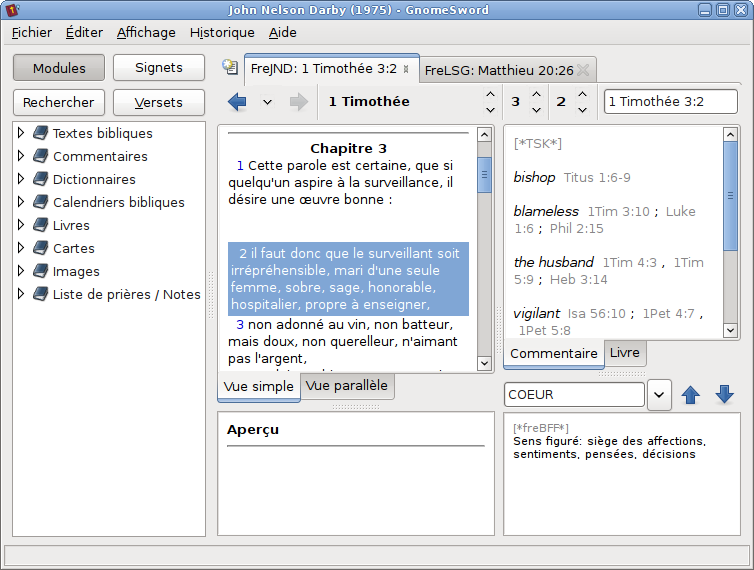 John Nelson Darby (1975) - GnomeSword
Fichier Éditer Affichage Historique Aide
Modules Signets
Rechercher Versets
Textes bibliques
Commentaires
Dictionnaires
Calendriers bibliques
Livres
Cartes
Images
Liste de prières / Notes
FreJND: 1 Timothée 3:2 FreLSG: Matthieu 20:26
1 Timothée 3 2 1 Timothée 3:2
Chapitre 3
1 Cette parole est certaine, que si
quelqu'un aspire à la surveillance, il
désire une œuvre bonne :
2 il faut donc que le surveillant soit
irrépréhensible, mari d'une seule
femme, sobre, sage, honorable,
hospitalier, propre à enseigner,
3 non adonné au vin, non batteur,
mais doux, non querelleur, n'aimant
pas l'argent,
Vue simple Vue parallèle
Aperçu
[*TSK*]
bishop Titus 1:6-9
blameless 1Tim 3:10 ; Luke
1:6 ; Phil 2:15
the husband 1Tim 4:3 , 1Tim
5:9 ; Heb 3:14
vigilant Isa 56:10 ; 1Pet 4:7 ,
1Pet 5:8
Commentaire Livre
COEUR
[*freBFF*]
Sens figuré: siège des affections,
sentiments, pensées, décisions